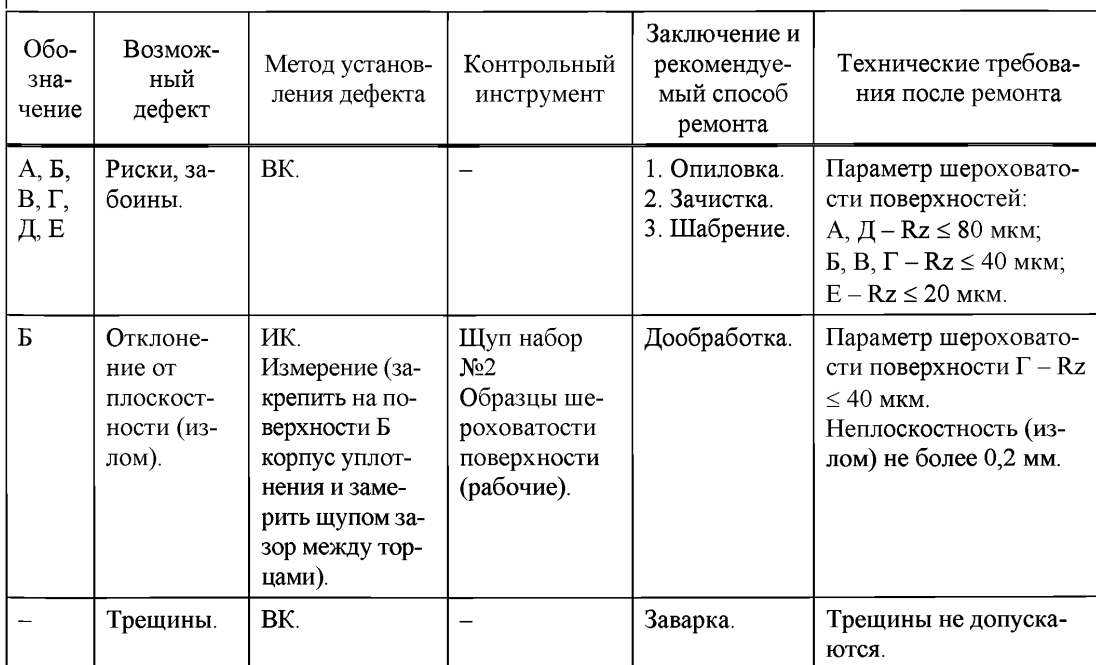 Обо-
зна-
чение
Возмож-
ный
дефект
Метод установ-
ления дефекта
Контрольный
инструмент
Заключение и
рекомендуе-
мый способ
ремонта
Технические требова-
ния после ремонта
А, Б,
В, Г,
Д, Е
Риски, за-
боины.
ВК.
–
1. Опиловка.
2. Зачистка.
3. Шабрение.
Параметр шероховато-
сти поверхностей:
А, Д – Rz ≤ 80 мкм;
Б, В, Г – Rz ≤ 40 мкм;
Е – Rz ≤ 20 мкм.
Б
Отклоне-
ние от
плоскост-
ности (из-
лом).
ИК.
Измерение (за-
крепить на по-
верхности Б
корпус уплот-
нения и заме-
рить щупом за-
зор между тор-
цами).
Щуп набор
№2
Образцы ше-
роховатости
поверхности
(рабочие).
Дообработка.
Параметр шероховато-
сти поверхности Г – Rz
≤ 40 мкм.
Неплоскостность (из-
лом) не более 0,2 мм.
–
Трещины.
ВК.
–
Заварка.
Трещины не допуска-
ются.